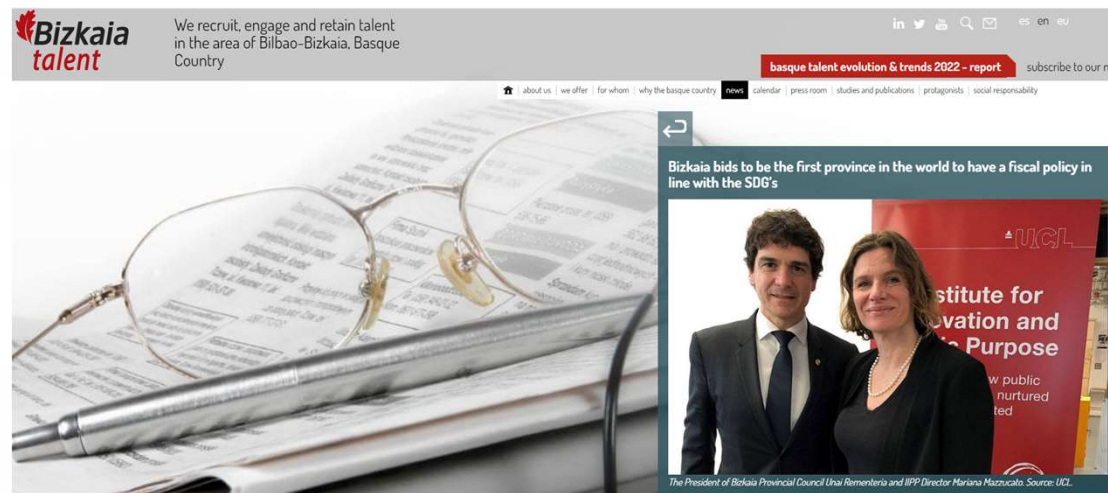 Bizkaia
talent
We recruit, engage and retain talent
in the area of Bilbao-Bizkaia, Basque
Country
es en eu
basque talent evolution & trends 2022 - report
subscribe to our n
about us | we offer | for whom | why the basque country | news | calendar | press room | studies and publications | protagonists | social responsability
Bizkaia bids to be the first province in the world to have a fiscal policy in
line with the SDG's
UCL
stitute for
ovation and
ic Purpose
w public
nurtured
ted
The President of Bizkaia Provincial Council Unai Rementeria and IIPP Director Mariana Mazzucato. Source: UCL.